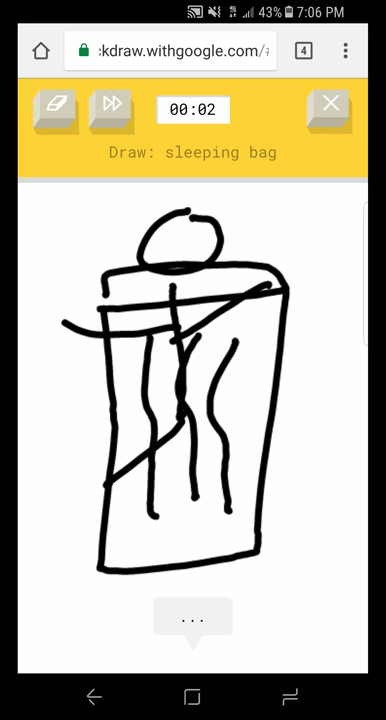 43% 7:06 PM
:kdraw.withgoogle.com/# 4
00:02
Draw: sleeping bag
...